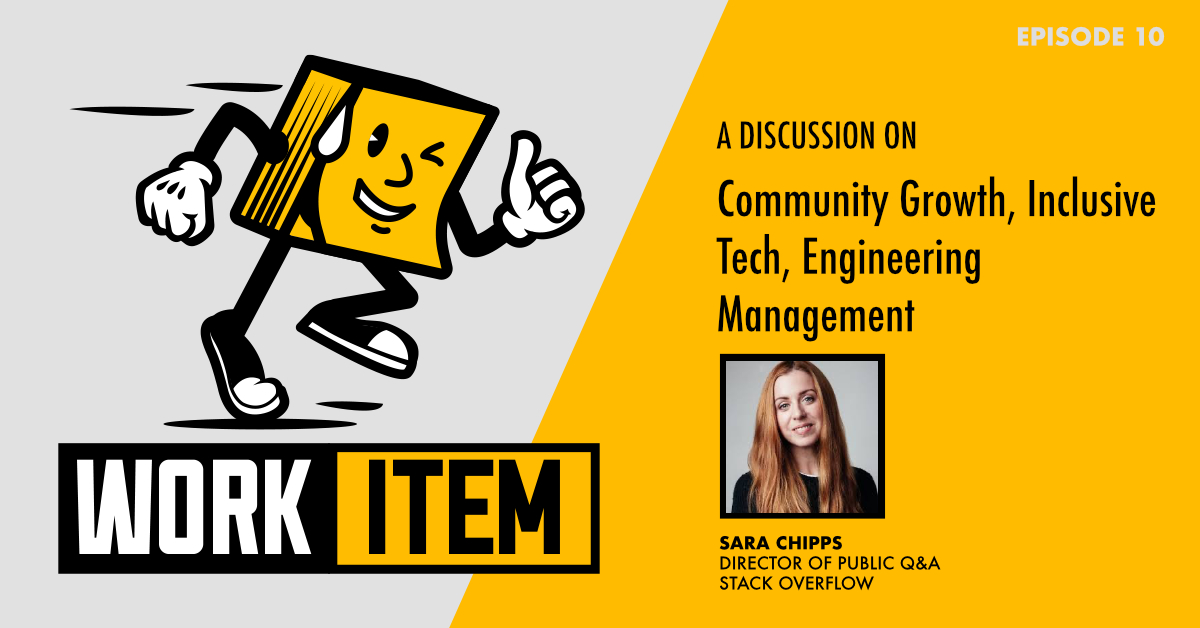 EPISODE 10
A DISCUSSION ON
Community Growth, Inclusive
Tech, Engineering
Management
SARA CHIPPS
DIRECTOR OF PUBLIC Q&A
STACK OVERFLOW
WORK ITEM